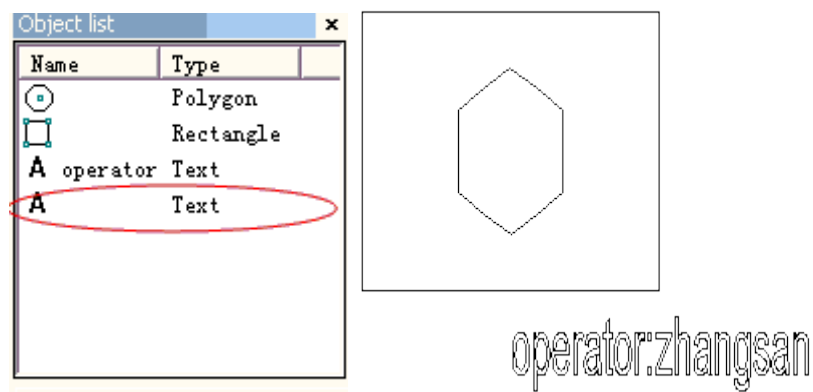 Object list
Name Type
Polygon
Rectangle
A operator Text
A Text
operator:zhangsan